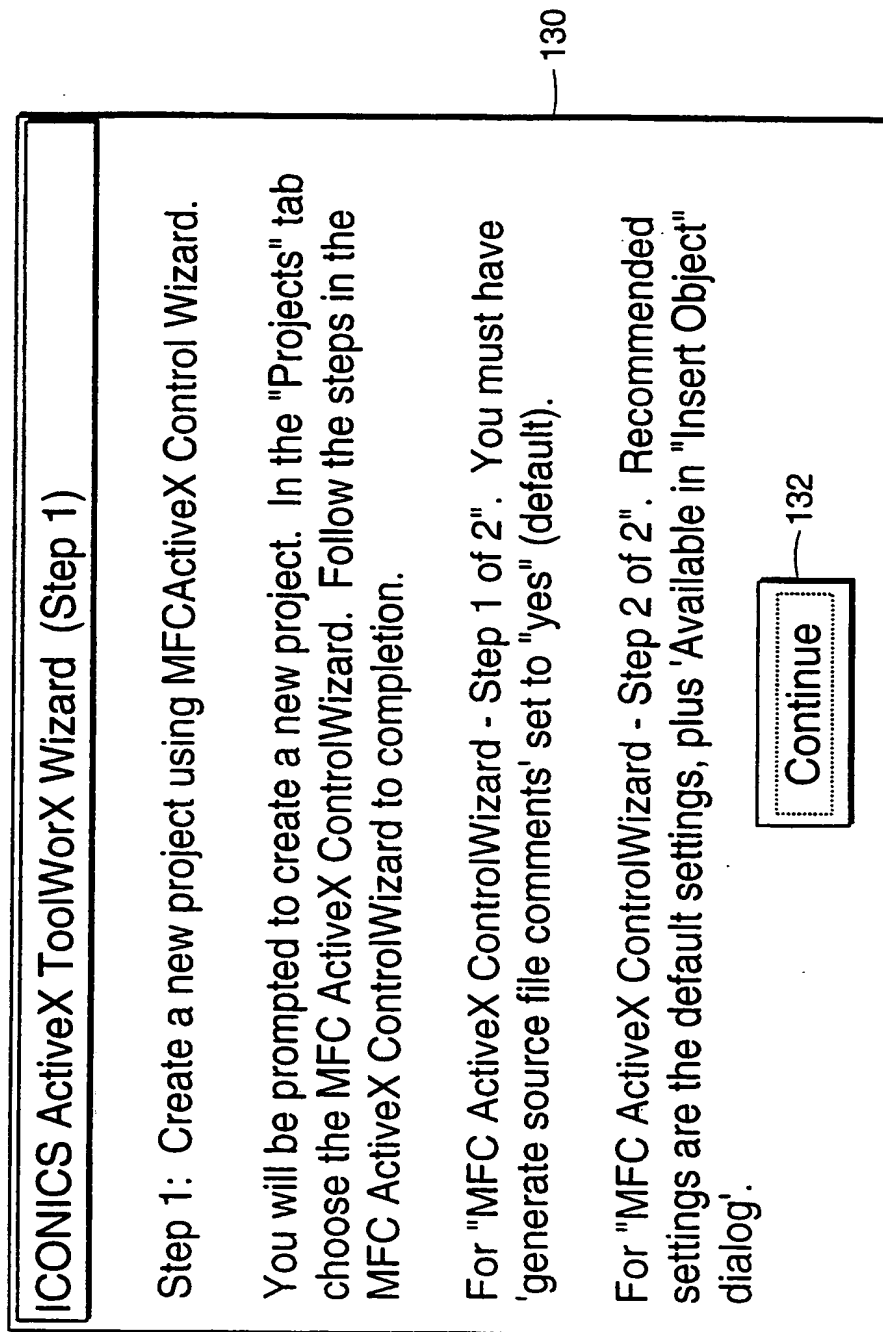 ICONICS ActiveX ToolWorX Wizard (Step 1)
Step 1: Create a new project using MFCActiveX Control Wizard.
You will be prompted to create a new project. In the "Projects" tab
choose the MFC ActiveX ControlWizard. Follow the steps in the
MFC ActiveX ControlWizard to completion.
For "MFC ActiveX ControlWizard - Step 1 of 2". You must have
'generate source file comments' set to "yes" (default).
For "MFC ActiveX ControlWizard - Step 2 of 2". Recommended
settings are the default settings, plus 'Available in "Insert Object"
dialog'.
Continue
132
130